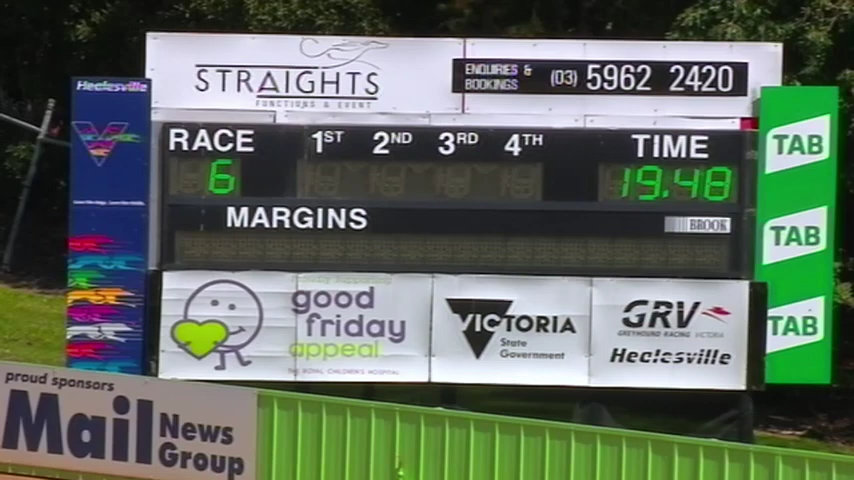 STRAIGHTS
FUNCTIONS & EVENT
ENQUIRIES &
BOOKINGS
(03) 5962 2420
Healesville
RACE 1ST 2ND 3RD 4TH TIME
6 19.48
MARGINS
BROOK
TAB
TAB
TAB
good
friday
appeal
THE ROYAL CHILDREN'S HOSPITAL
VICTORIA
State
Government
GRV
GREYHOUND RACING VICTORIA
Healesville
proud sponsors
Mail News
Group